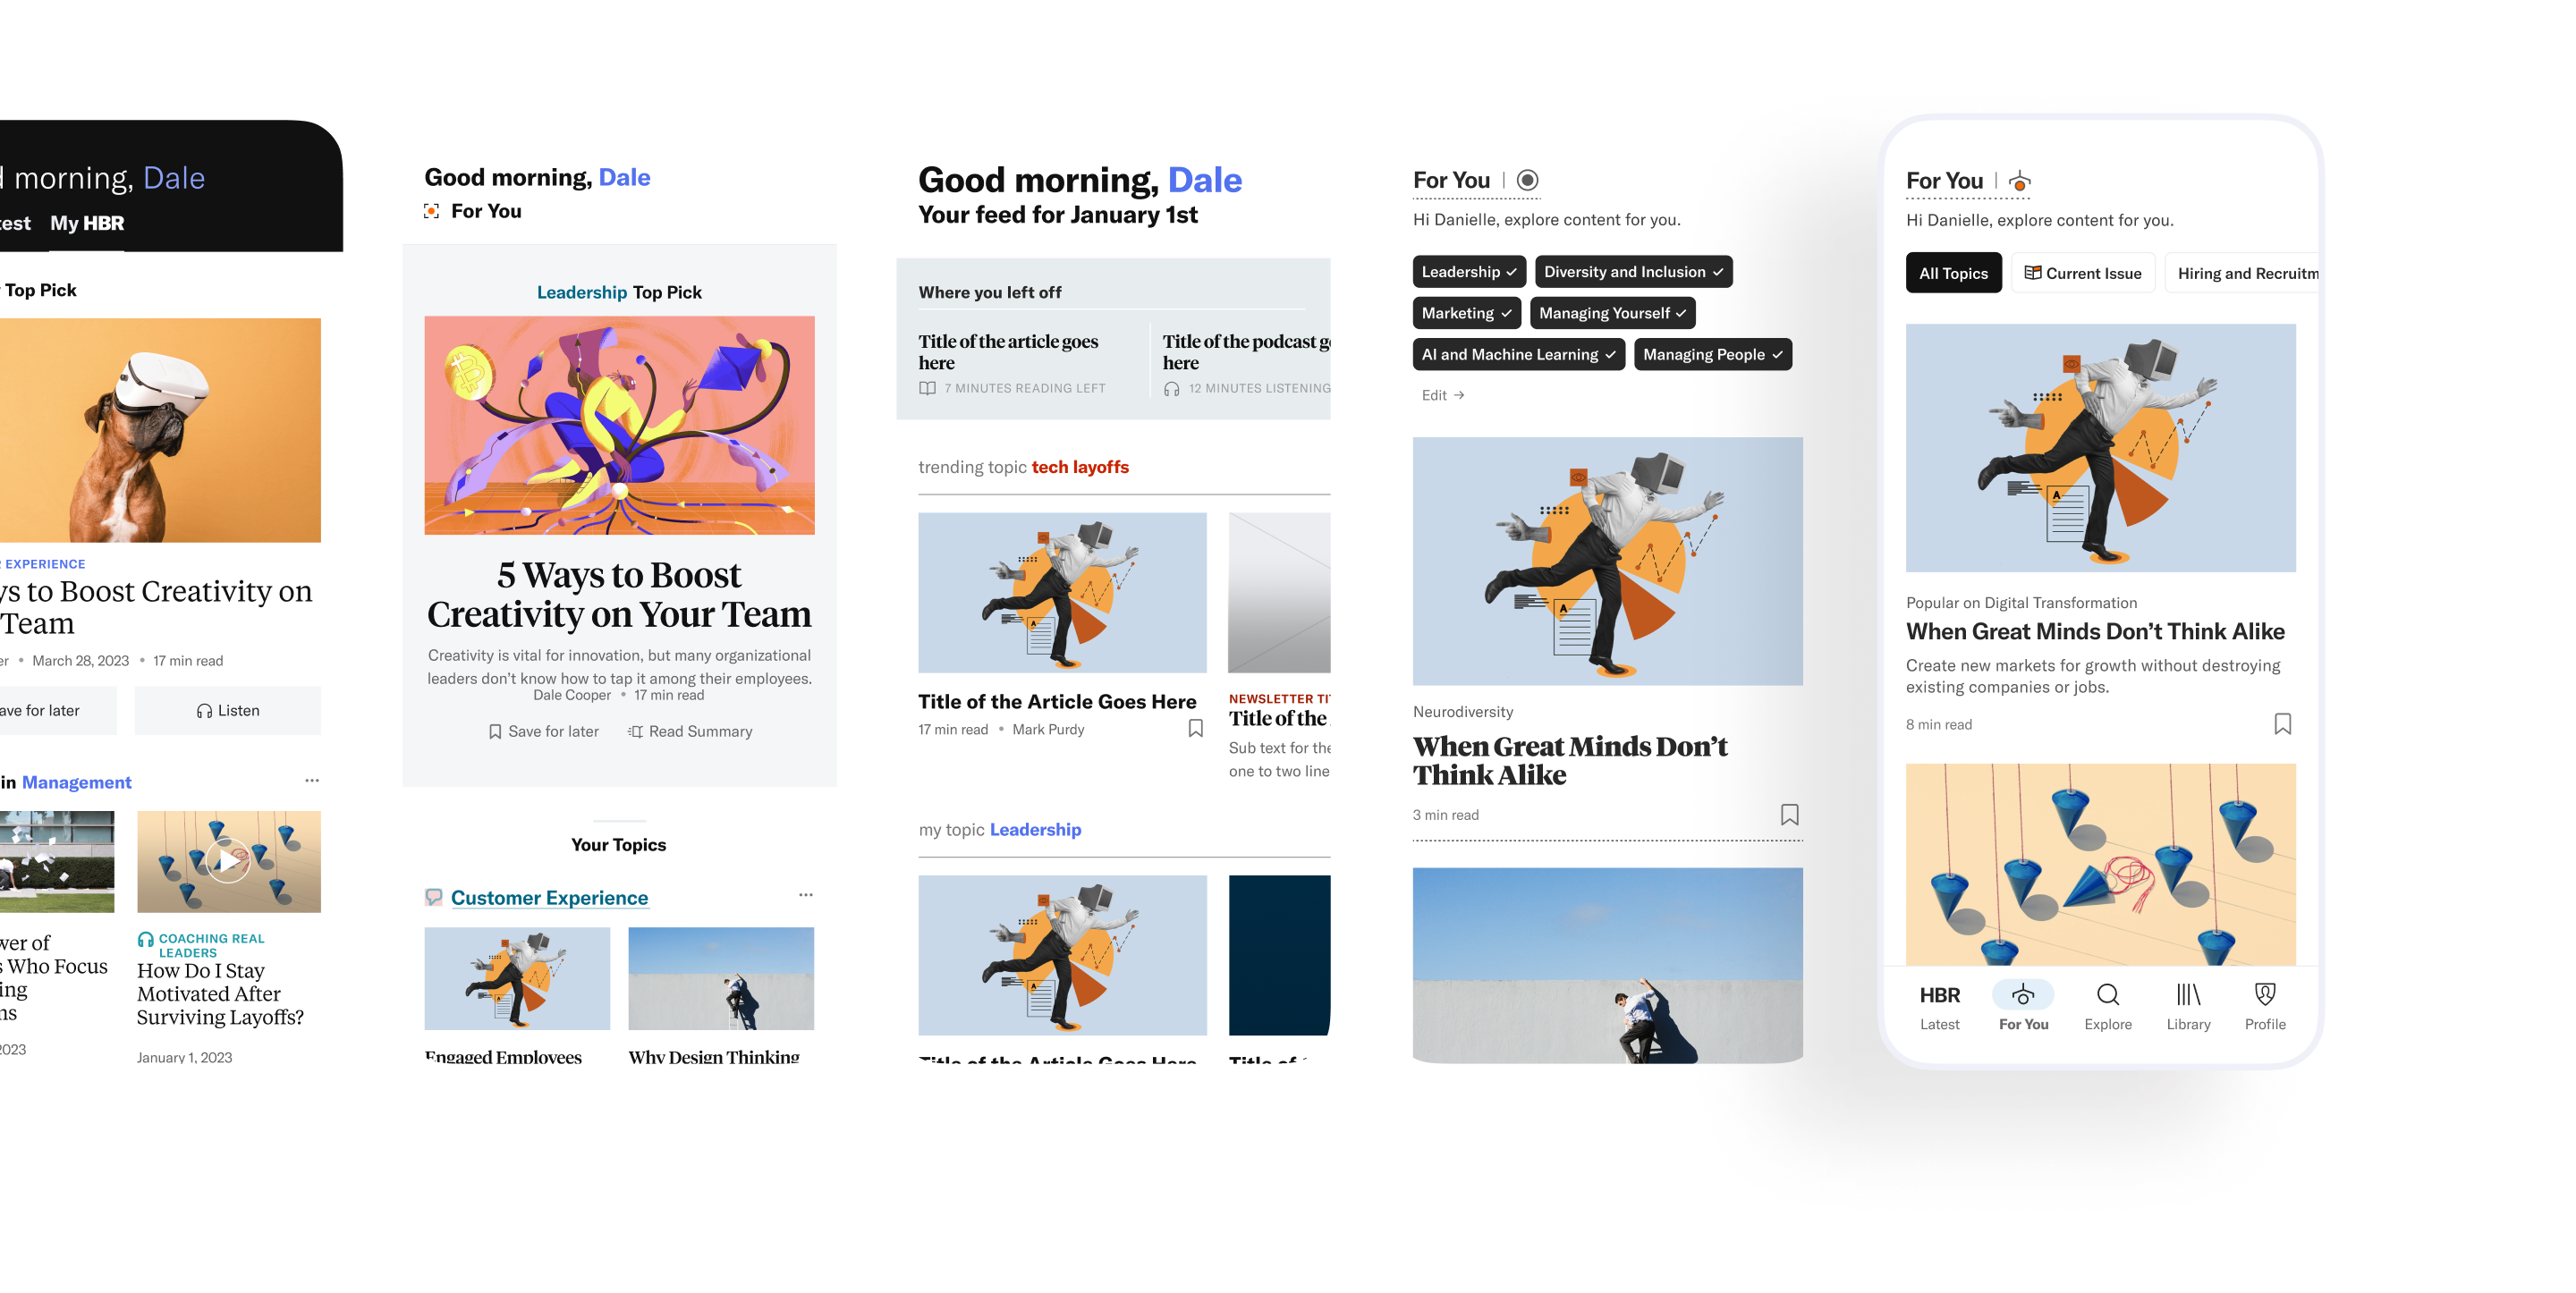 morning, Dale
My HBR
Top Pick
EXPERIENCE
to Boost Creativity on
Team
March 28, 2023 • 17 min read
for later
Listen
in Management
COACHING REAL
LEADERS
Who Focus
How Do I Stay
Motivated After
Surviving Layoffs?
2023
January 1, 2023
Good morning, Dale
For You
Leadership Top Pick
5 Ways to Boost
Creativity on Your Team
Creativity is vital for innovation, but many organizational
leaders don't know how to tap it among their employees.
Dale Cooper • 17 min read
Save for later
Read Summary
Your Topics
Customer Experience
Engaged Employees
Why Design Thinking
Good morning, Dale
Your feed for January 1st
Where you left off
Title of the article goes
here
7 MINUTES READING LEFT
Title of the podcast
here
12 MINUTES LISTENING
trending topic tech layoffs
Title of the Article Goes Here
17 min read • Mark Purdy
NEWSLETTER
Title of the
Sub text for the
one to two line
my topic Leadership
A
Title of the Article Goes Here
Title of
For You
Hi Danielle, explore content for you.
Leadership
Diversity and Inclusion
Marketing
Managing Yourself
AI and Machine Learning
Managing People
Edit →
A
Neurodiversity
When Great Minds Don't
Think Alike
3 min read
For You
Hi Danielle, explore content for you.
All Topics
Current Issue
Hiring and
A
Popular on Digital Transformation
When Great Minds Don't Think Alike
Create new markets for growth without destroying
existing companies or jobs.
8 min read
HBR
Latest
For You
Explore
Library
Profile